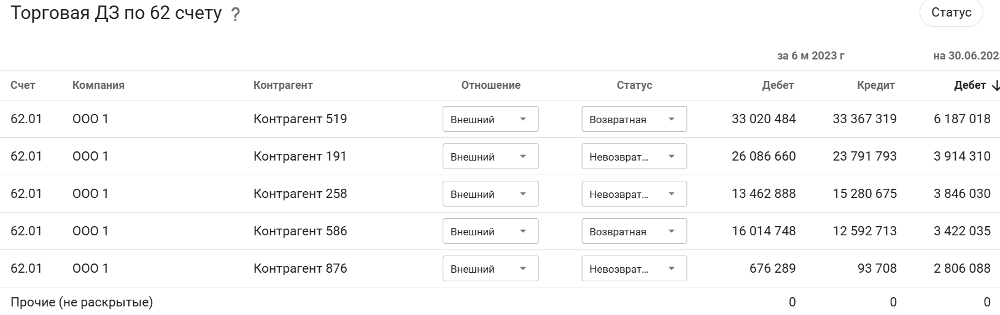 Торговая ДЗ по 62 счету ?
Статус
за 6 м 2023 г на 30.06.202
Счет Компания Контрагент Отношение Статус Дебет Кредит Дебет ↓
62.01 ООО 1 Контрагент 519 Внешний Возвратная 33 020 484 33 367 319 6 187 018
62.01 ООО 1 Контрагент 191 Внешний Невозврат... 26 086 660 23 791 793 3 914 310
62.01 ООО 1 Контрагент 258 Внешний Невозврат... 13 462 888 15 280 675 3 846 030
62.01 ООО 1 Контрагент 586 Внешний Возвратная 16 014 748 12 592 713 3 422 035
62.01 ООО 1 Контрагент 876 Внешний Невозврат... 676 289 93 708 2 806 088
Прочие (не раскрытые) 0 0 0